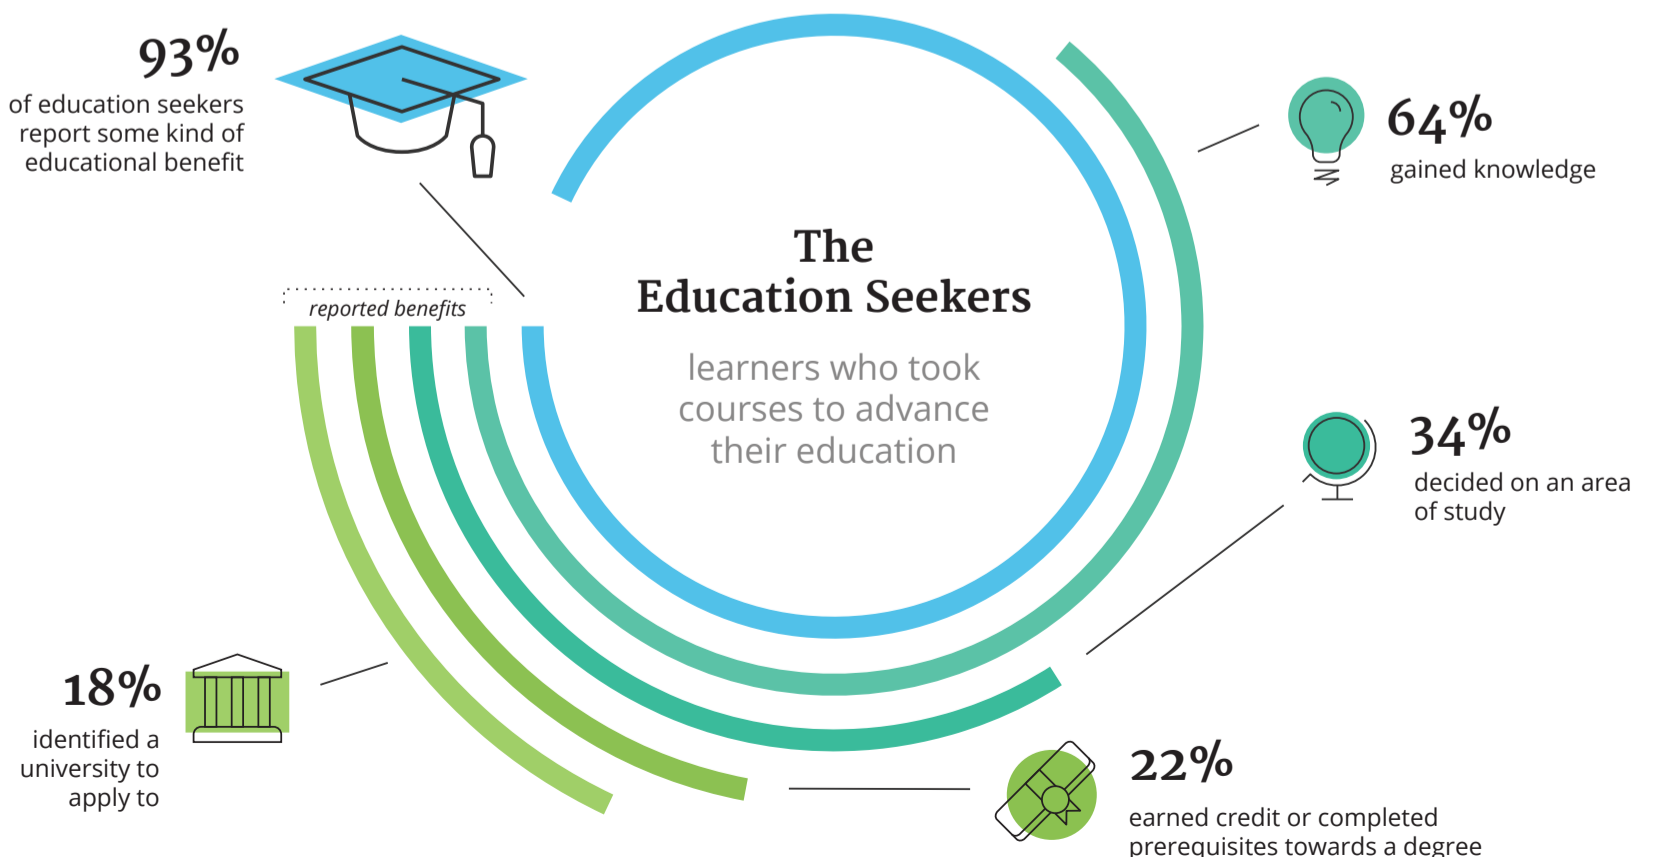 93%
of education seekers
report some kind of
educational benefit
64%
gained knowledge
The
Education Seekers
learners who took
courses to advance
their education
reported benefits
34%
decided on an area
of study
18%
identified a
university to
apply to
22%
earned credit or completed
prerequisites towards a degree